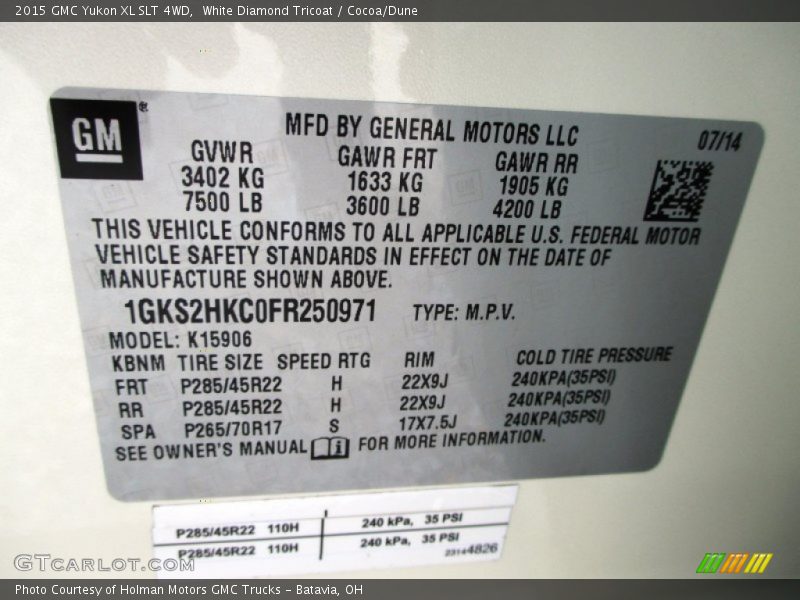 2015 GMC Yukon XL SLT 4WD, White Diamond Tricoat / Cocoa/Dune
GM ®
MFD BY GENERAL MOTORS LLC 07/14
GVWR GAWR FRT GAWR RR
3402 KG 1633 KG 1905 KG
7500 LB 3600 LB 4200 LB
THIS VEHICLE CONFORMS TO ALL APPLICABLE U.S. FEDERAL MOTOR
VEHICLE SAFETY STANDARDS IN EFFECT ON THE DATE OF
MANUFACTURE SHOWN ABOVE.
1GKS2HKC0FR250971 TYPE: M.P.V.
MODEL: K15906
KBNM TIRE SIZE SPEED RTG RIM COLD TIRE PRESSURE
FRT P285/45R22 H 22X9J 240KPA(35PSI)
RR P285/45R22 H 22X9J 240KPA(35PSI)
SPA P265/70R17 S 17X7.5J 240KPA(35PSI)
SEE OWNER'S MANUAL i FOR MORE INFORMATION.
P285/45R22 110H 240 kPa, 35 PSI
P285/45R22 110H 240 kPa, 35 PSI
23144826
GTCarLot.com
Photo Courtesy of Holman Motors GMC Trucks - Batavia, OH